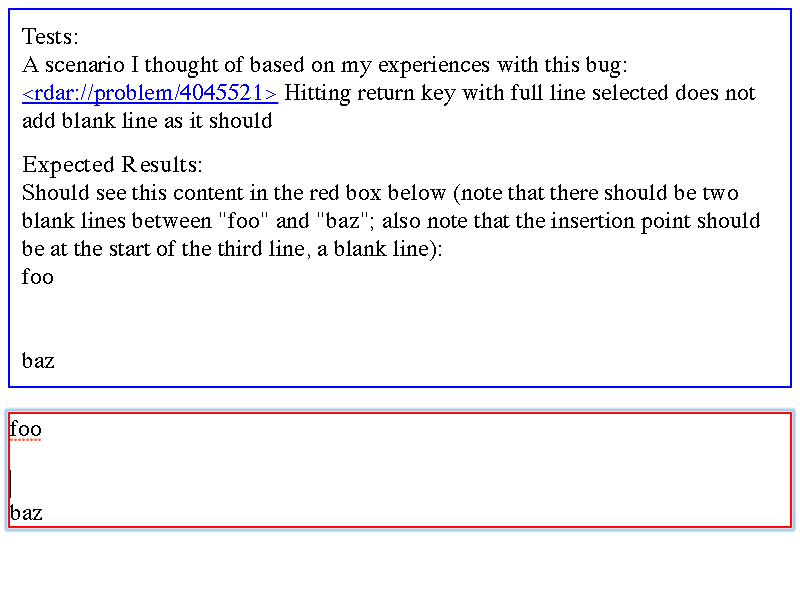 Tests:
A scenario I thought of based on my experiences with this bug:
<rdar://problem/4045521> Hitting return key with full line selected does not
add blank line as it should
Expected Results:
Should see this content in the red box below (note that there should be two
blank lines between "foo" and "baz"; also note that the insertion point should
be at the start of the third line, a blank line):
foo
baz
foo
baz